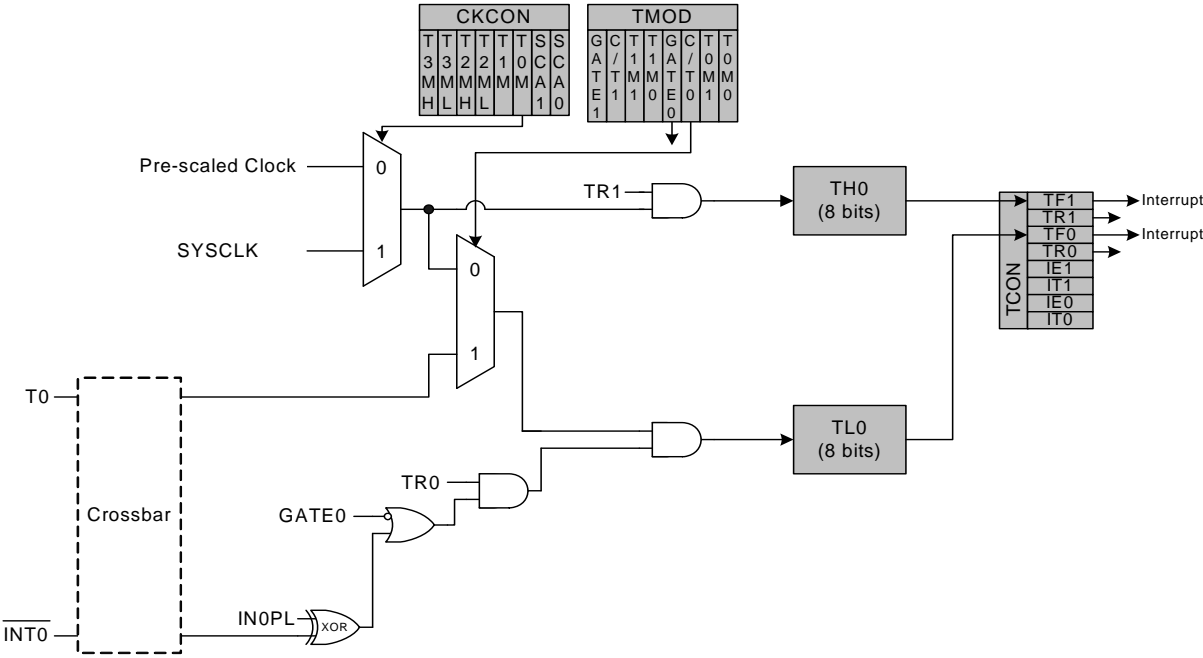 CKCON
T3MH
T3ML
T2MH
T2ML
T1M
T0M
SCA1
SCA0
TMOD
GATE1
C/T1
T1M1
T1M0
GATE0
C/T0
T0M1
T0M0
Pre-scaled Clock
0
SYSCLK
1
TR1
TH0
(8 bits)
0
1
TCON
TF1
TR1
TF0
TR0
IE1
IT1
IE0
IT0
Interrupt
Interrupt
T0
Crossbar
TL0
(8 bits)
TR0
GATE0
IN0PL
XOR
INT0